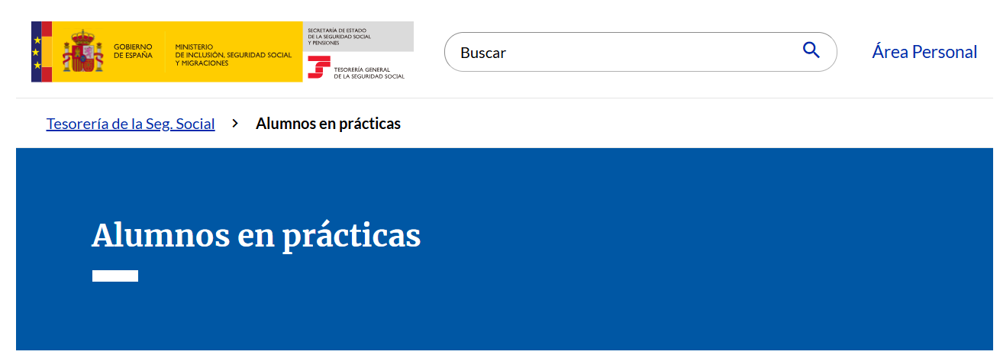 GOBIERNO
DE ESPAÑA
MINISTERIO
DE INCLUSIÓN, SEGURIDAD SOCIAL
Y MIGRACIONES
SECRETARÍA DE ESTADO
DE LA SEGURIDAD SOCIAL
Y PENSIONES
TESORERÍA GENERAL
DE LA SEGURIDAD SOCIAL
Buscar
Área Personal
Tesorería de la Seg. Social > Alumnos en prácticas
Alumnos en prácticas